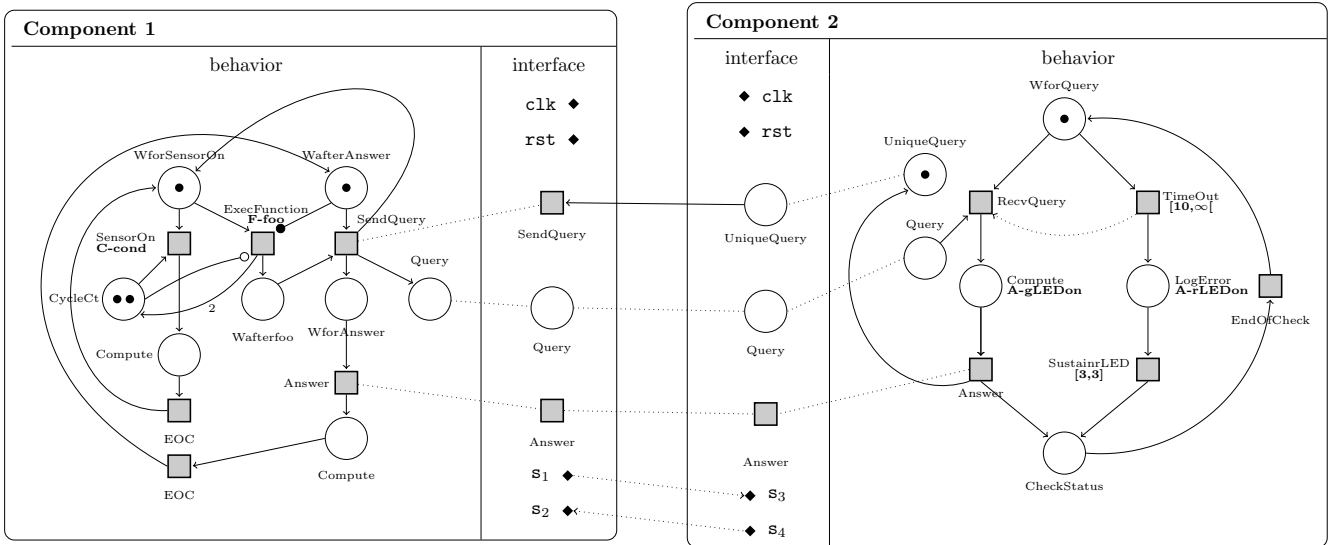 Component 1
behavior
interface
clk
rst
WforSensorOn
WafterAnswer
ExecFunction
F-foo
SendQuery
SensorOn
C-cond
CycleCt
2
Query
Wafterfoo
WforAnswer
Compute
Answer
EOC
Compute
EOC
SendQuery
Query
Answer
s1
s2
Component 2
interface
behavior
clk
rst
UniqueQuery
Query
Answer
s3
s4
WforQuery
UniqueQuery
RecvQuery
TimeOut
[10,∞[
Query
Compute
A-gLEDon
LogError
A-rLEDon
EndOfCheck
SustainrLED
[3,3]
Answer
CheckStatus